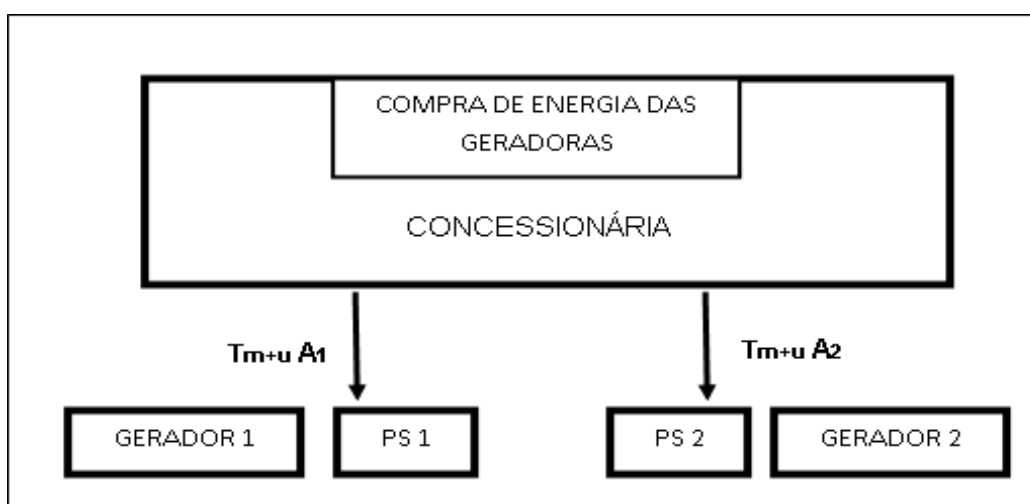 COMPRA DE ENERGIA DAS
GERADORAS
CONCESSIONÁRIA
Tm+u A1
Tm+u A2
GERADOR 1
PS 1
PS 2
GERADOR 2